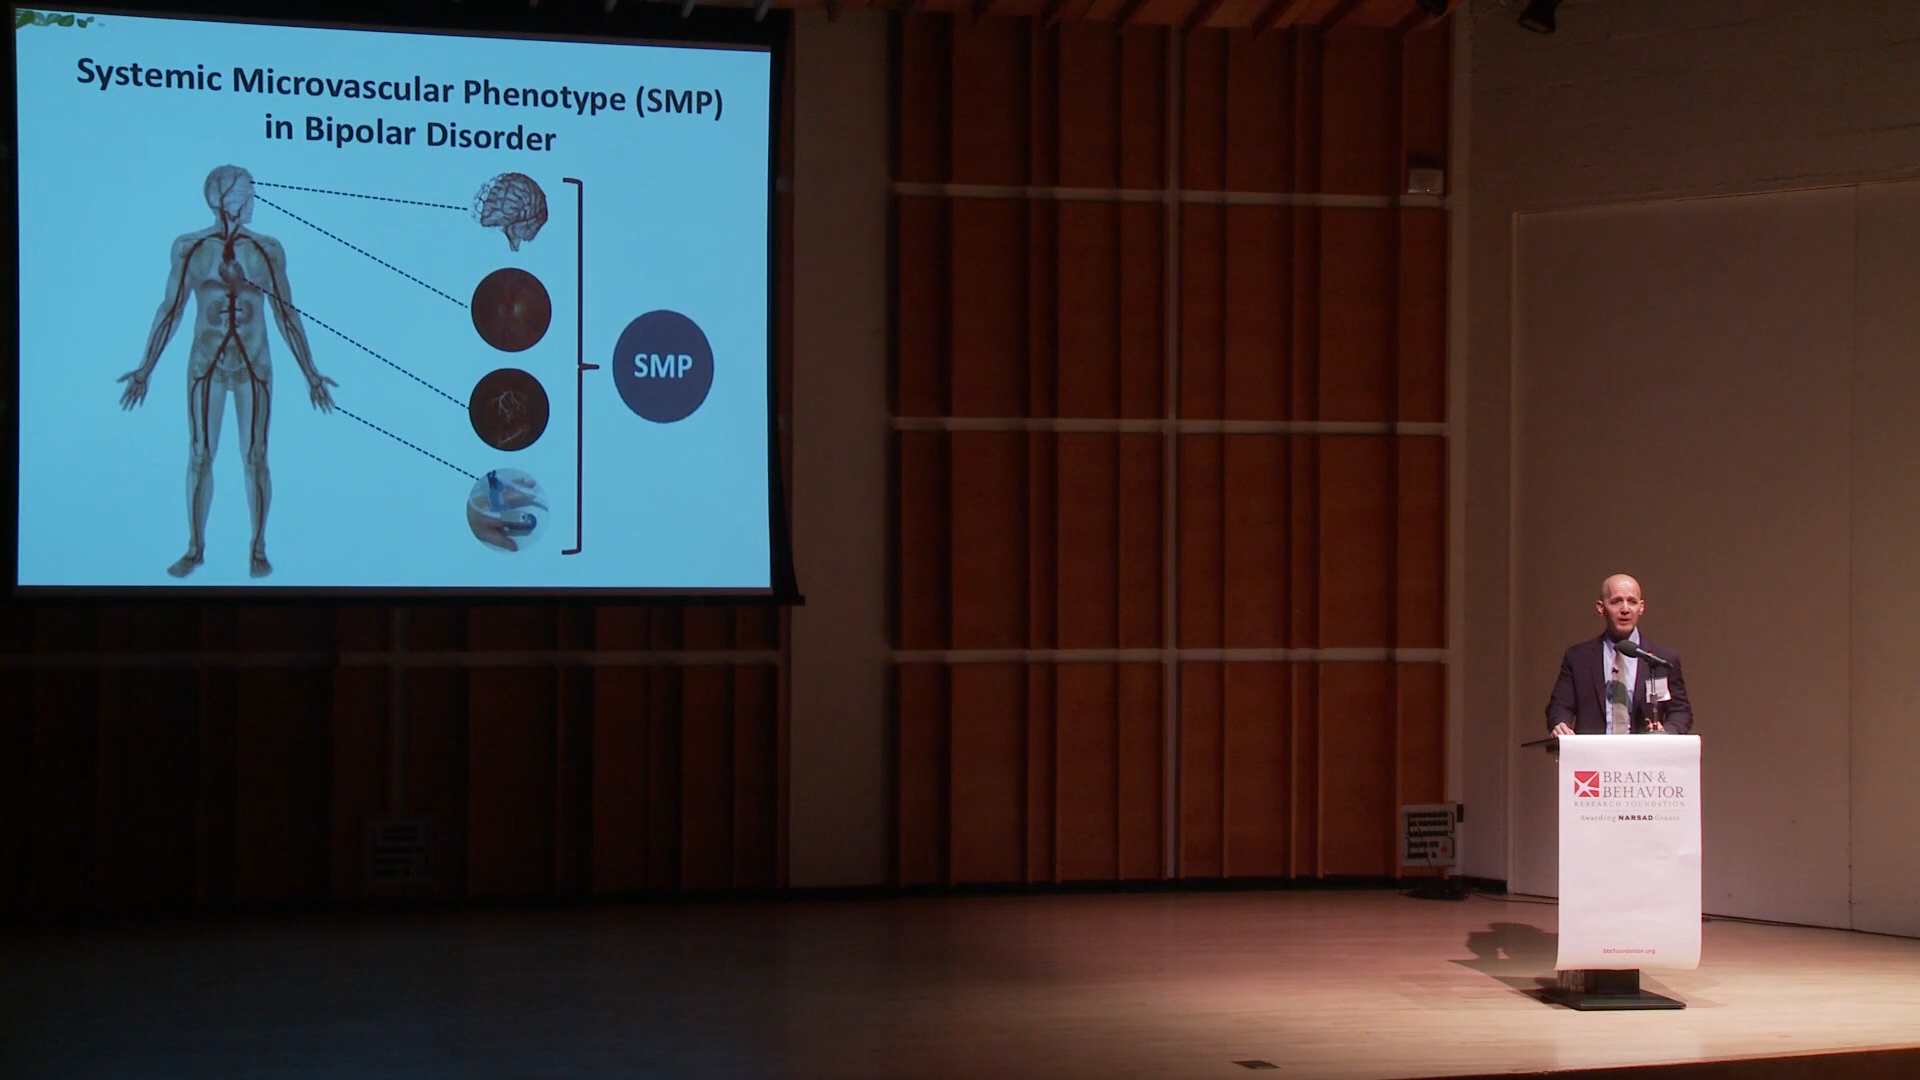 Systemic Microvascular Phenotype (SMP)
in Bipolar Disorder
SMP
BRAIN &
BEHAVIOR
RESEARCH FOUNDATION
Awarding NARSAD Grants
bbrfoundation.org